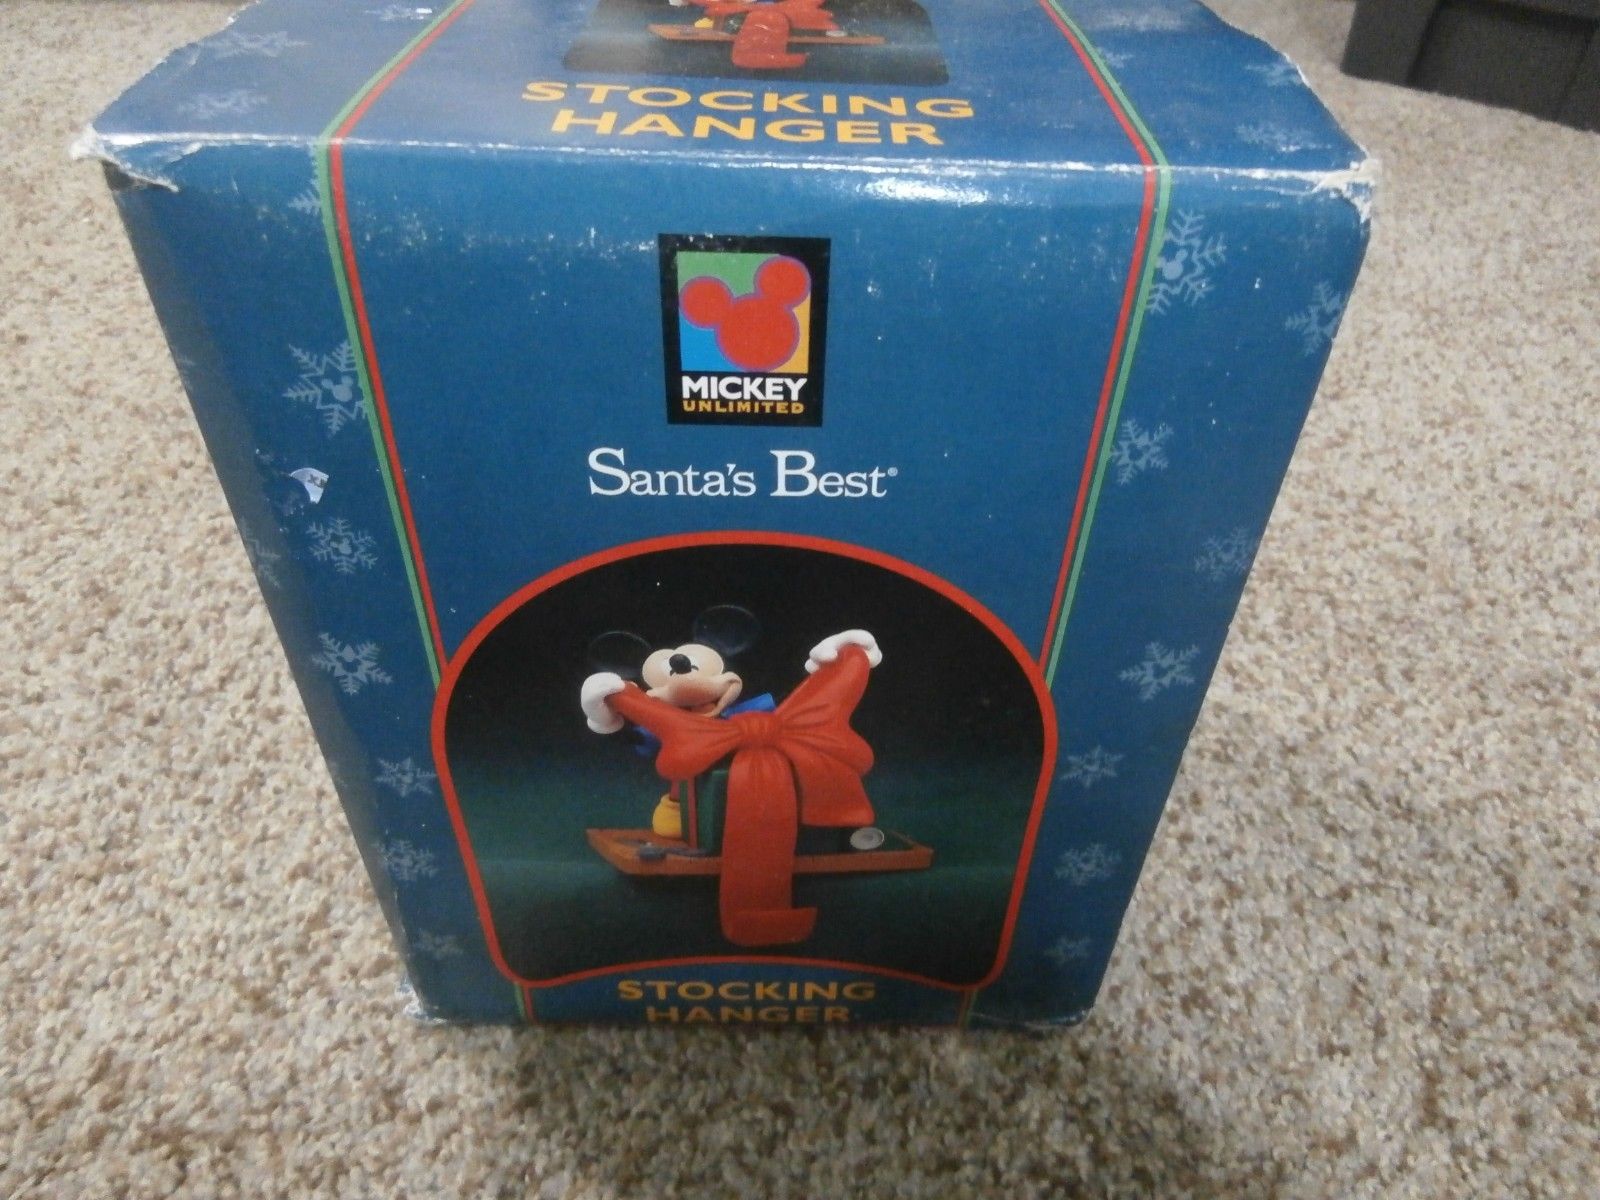 STOCKING
HANGER
MICKEY
UNLIMITED
Santa's Best®
STOCKING
HANGER